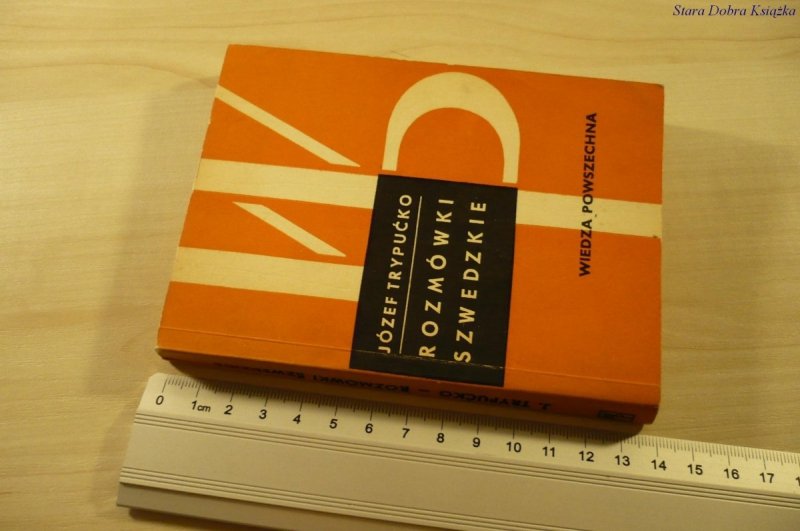 Stara Dobra Książka
JÓZEF TRYPUĆKO
ROZMÓWKI
SZWEDZKIE
WIEDZA POWSZECHNA
J. TRYPUĆKO — ROZMÓWKI SZWEDZKIE
0 1cm 2 3 4 5 6 7 8 9 10 11 12 13 14 15 16 17